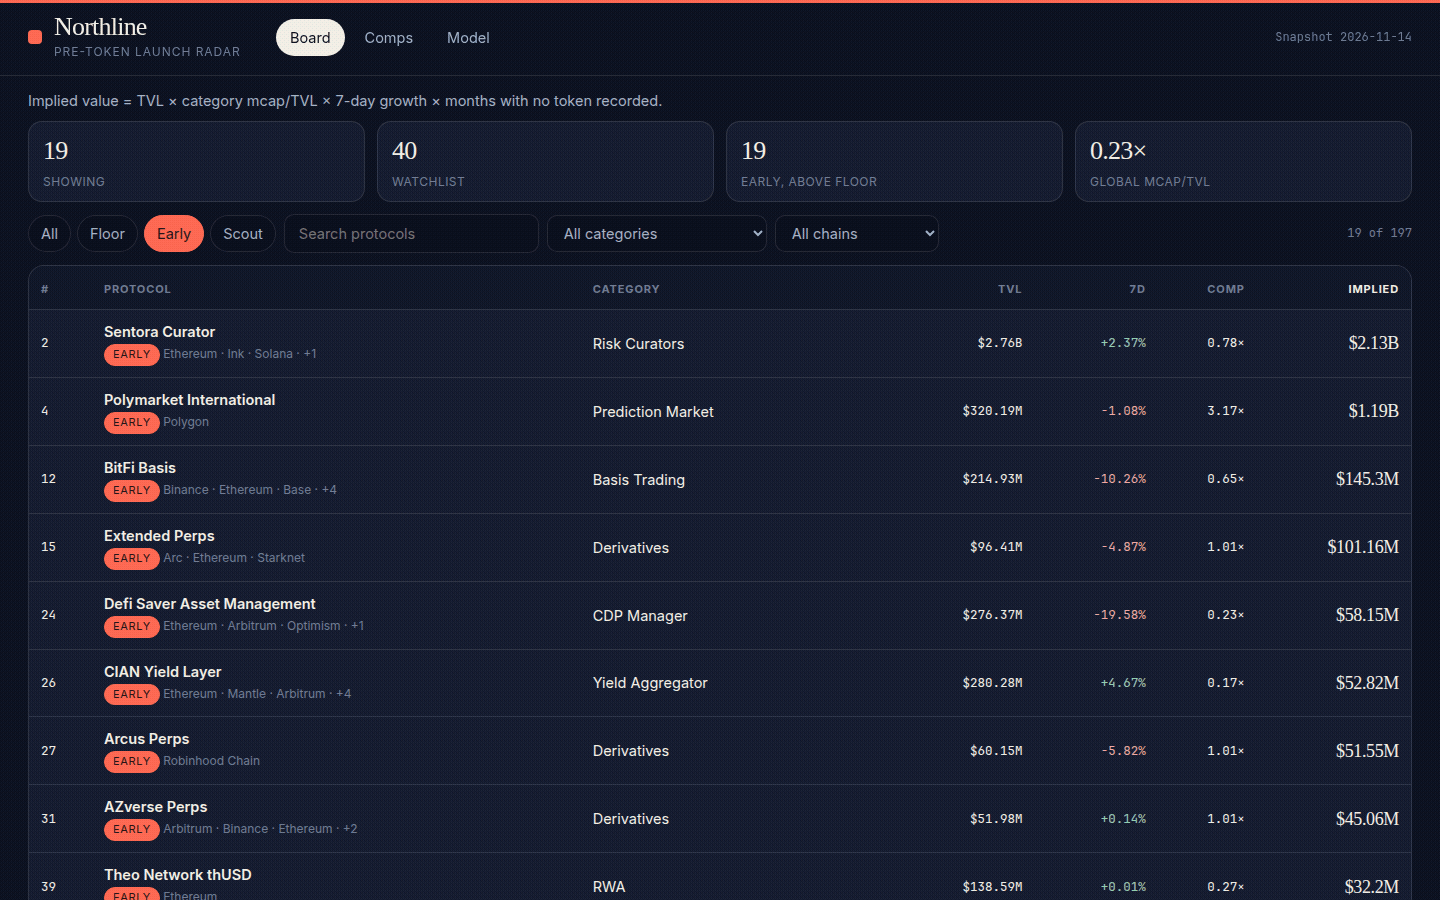 Northline
PRE-TOKEN LAUNCH RADAR
Board Comps Model
Snapshot 2026-11-14
Implied value = TVL × category mcap/TVL × 7-day growth × months with no token recorded.
19
SHOWING
40
WATCHLIST
19
EARLY, ABOVE FLOOR
0.23×
GLOBAL MCAP/TVL
All Floor Early Scout Search protocols All categories All chains 19 of 197
# PROTOCOL CATEGORY TVL 7D COMP IMPLIED
2 Sentora Curator Risk Curators $2.76B +2.37% 0.78× $2.13B
EARLY Ethereum · Ink · Solana · +1
4 Polymarket International Prediction Market $320.19M -1.08% 3.17× $1.19B
EARLY Polygon
12 BitFi Basis Basis Trading $214.93M -10.26% 0.65× $145.3M
EARLY Binance · Ethereum · Base · +4
15 Extended Perps Derivatives $96.41M -4.87% 1.01× $101.16M
EARLY Arc · Ethereum · Starknet
24 Defi Saver Asset Management CDP Manager $276.37M -19.58% 0.23× $58.15M
EARLY Ethereum · Arbitrum · Optimism · +1
26 CIAN Yield Layer Yield Aggregator $280.28M +4.67% 0.17× $52.82M
EARLY Ethereum · Mantle · Arbitrum · +4
27 Arcus Perps Derivatives $60.15M -5.82% 1.01× $51.55M
EARLY Robinhood Chain
31 AZverse Perps Derivatives $51.98M +0.14% 1.01× $45.06M
EARLY Arbitrum · Binance · Ethereum · +2
39 Theo Network thUSD RWA $138.59M +0.01% 0.27× $32.2M
EARLY Ethereum